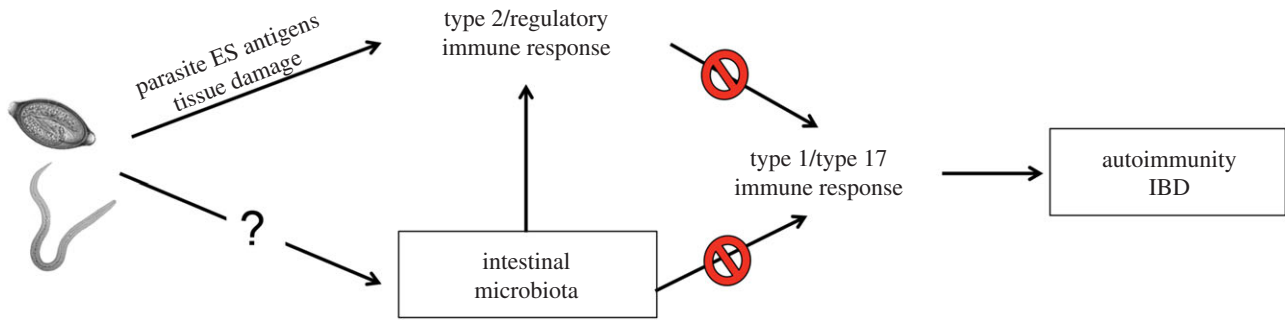 parasite ES antigens
tissue damage
type 2/regulatory
immune response
?
intestinal
microbiota
type 1/type 17
immune response
autoimmunity
IBD